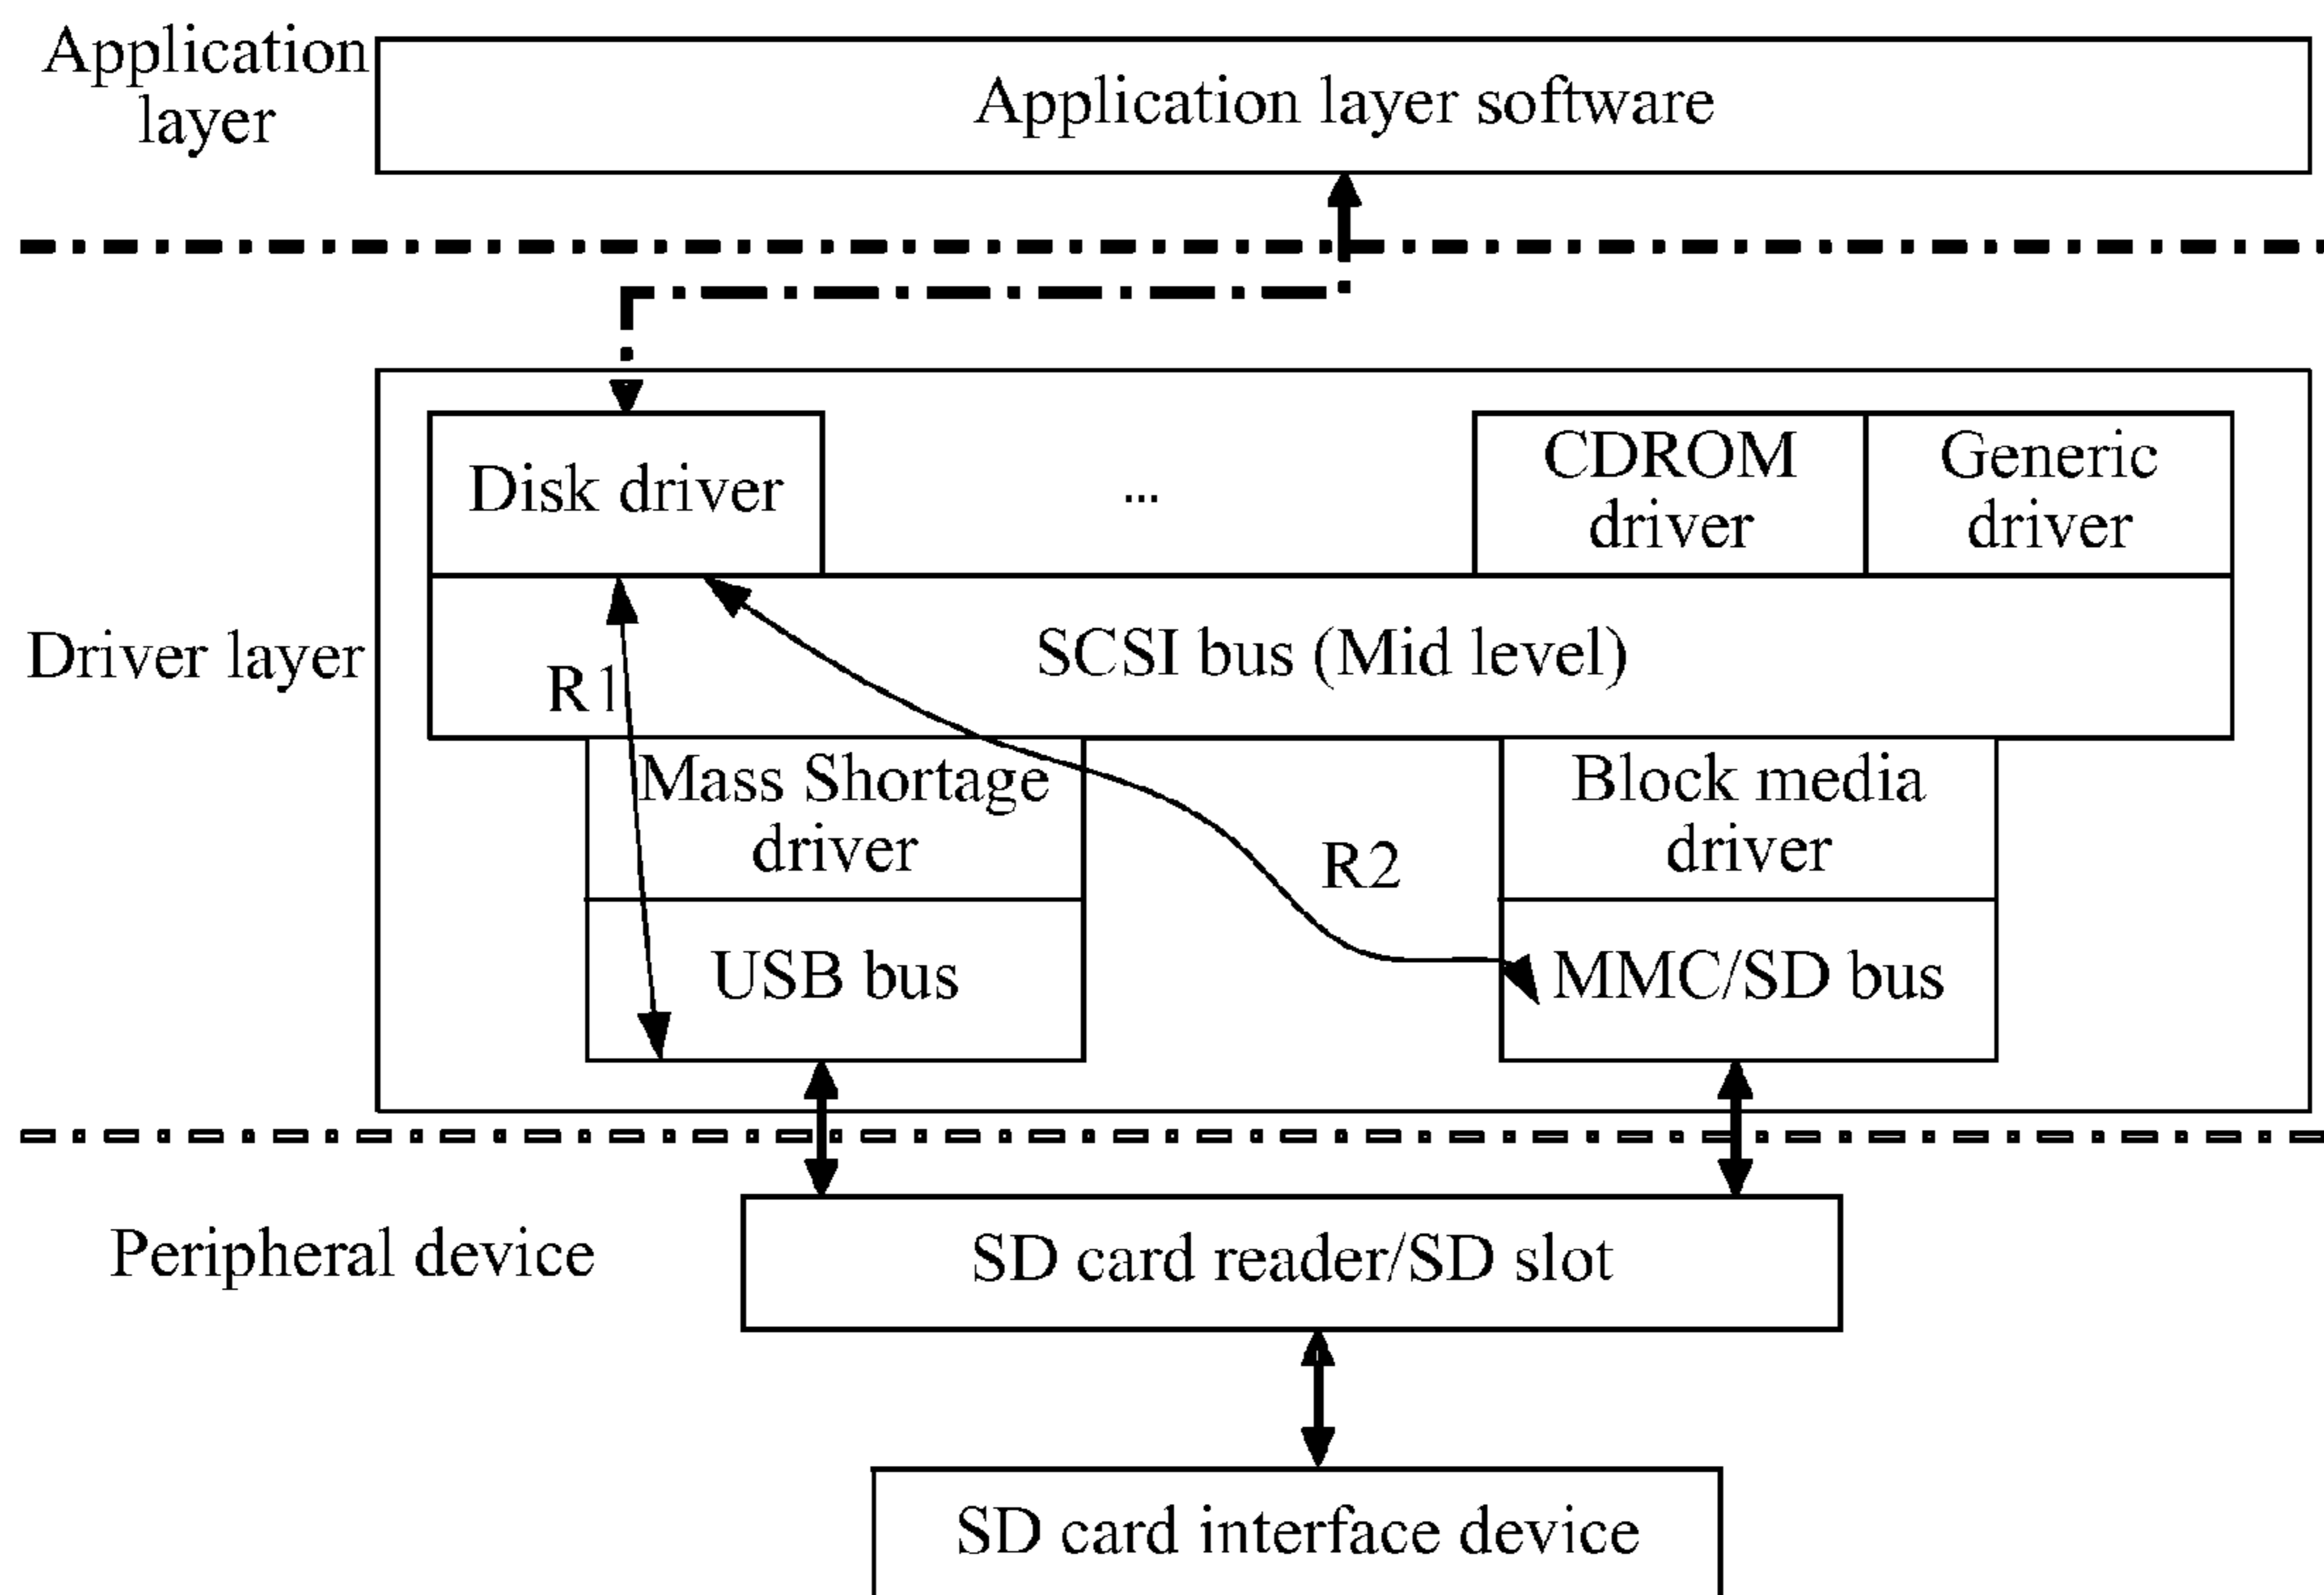 Application
layer
Application layer software
Disk driver
...
CDROM
driver
Generic
driver
Driver layer
SCSI bus (Mid level)
R1
Mass Shortage
driver
R2
Block media
driver
USB bus
MMC/SD bus
Peripheral device
SD card reader/SD slot
SD card interface device